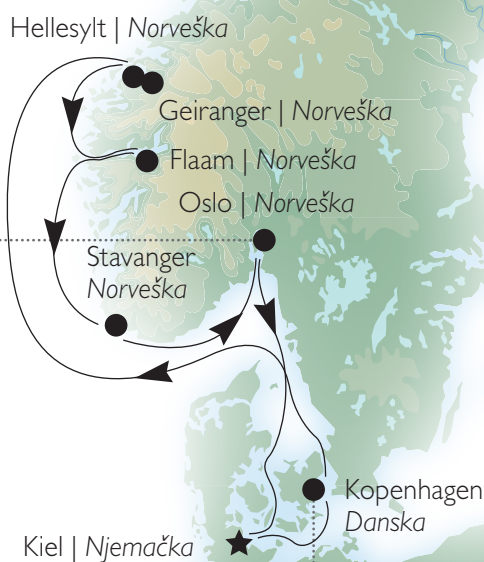 Hellesylt | Norveška
Geiranger | Norveška
Flaam | Norveška
Oslo | Norveška
Stavanger
Norveška
Kopenhagen
Danska
Kiel | Njemačka